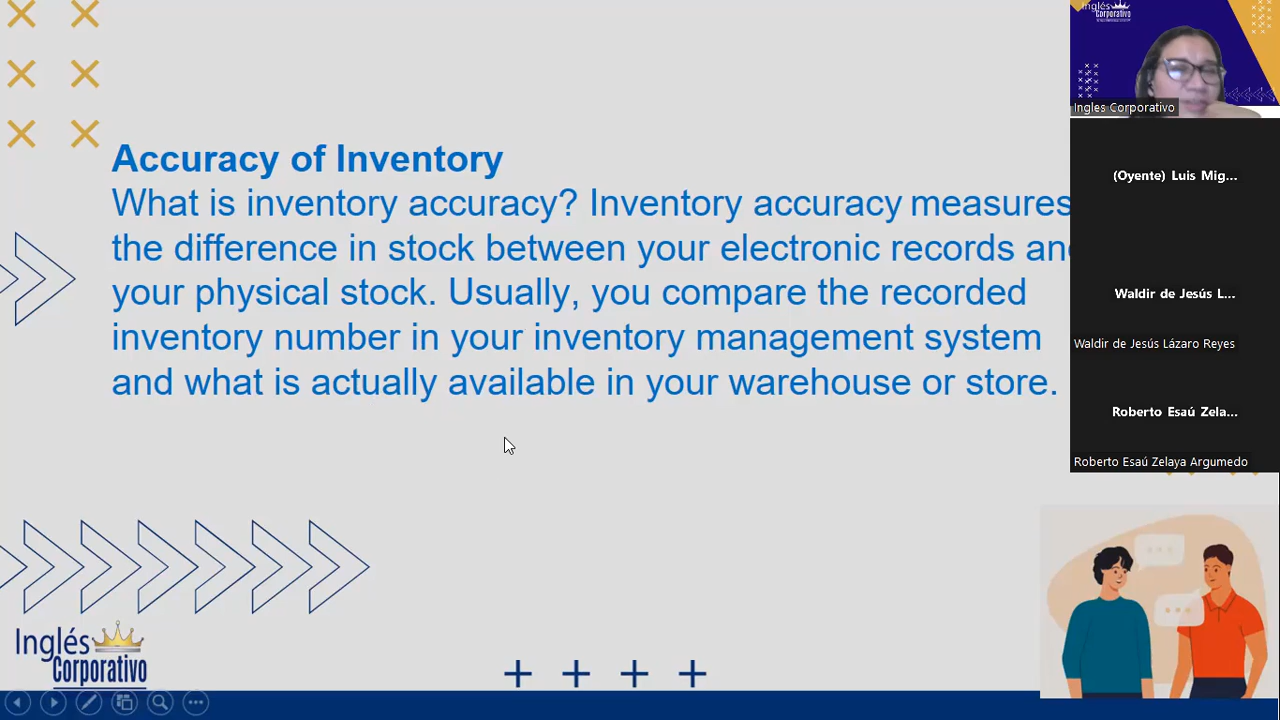 Accuracy of Inventory
What is inventory accuracy? Inventory accuracy measures
the difference in stock between your electronic records and
your physical stock. Usually, you compare the recorded
inventory number in your inventory management system
and what is actually available in your warehouse or store.
Inglés
Corporativo
Inglés
Corporativo
Ingles Corporativo
(Oyente) Luis Mig...
Waldir de Jesús L...
Waldir de Jesús Lázaro Reyes
Roberto Esaú Zela...
Roberto Esaú Zelaya Argumedo